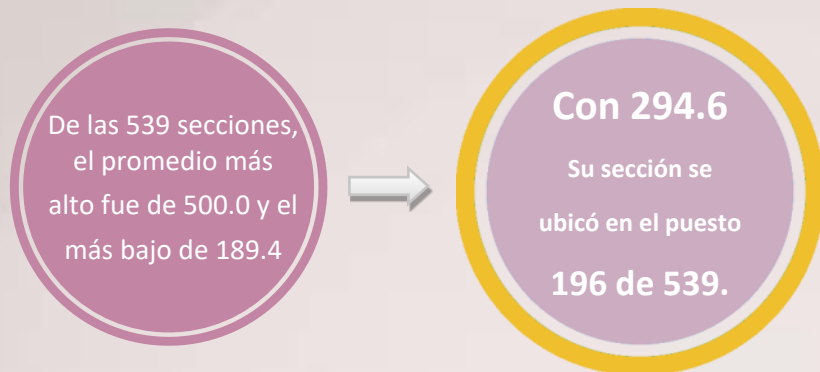 De las 539 secciones,
el promedio más
alto fue de 500.0 y el
más bajo de 189.4
Con 294.6
Su sección se
ubicó en el puesto
196 de 539.